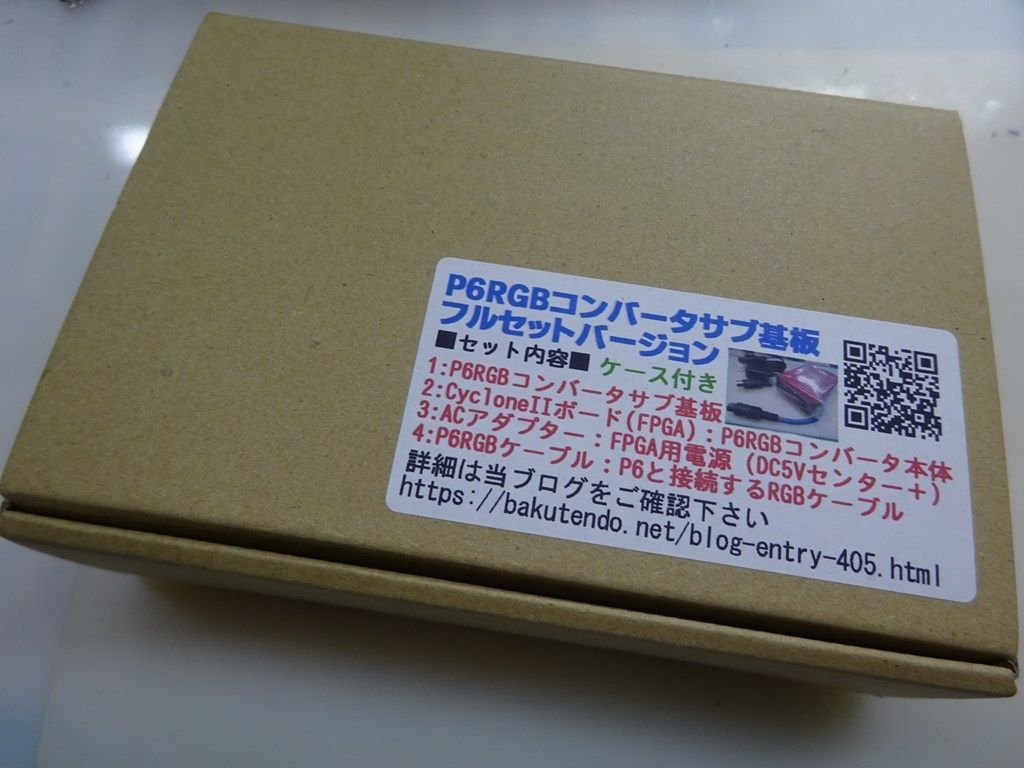 P6RGBコンバータサブ基板
フルセットバージョン
■セット内容■ ケース付き
1:P6RGBコンバータサブ基板
2:CycloneIIボード(FPGA):P6RGBコンバータ本体
3:ACアダプター:FPGA用電源 (DC5Vセンター+)
4:P6RGBケーブル:P6と接続するRGBケーブル
詳細は当ブログをご確認下さい
https://bakutendo.net/blog-entry-405.html